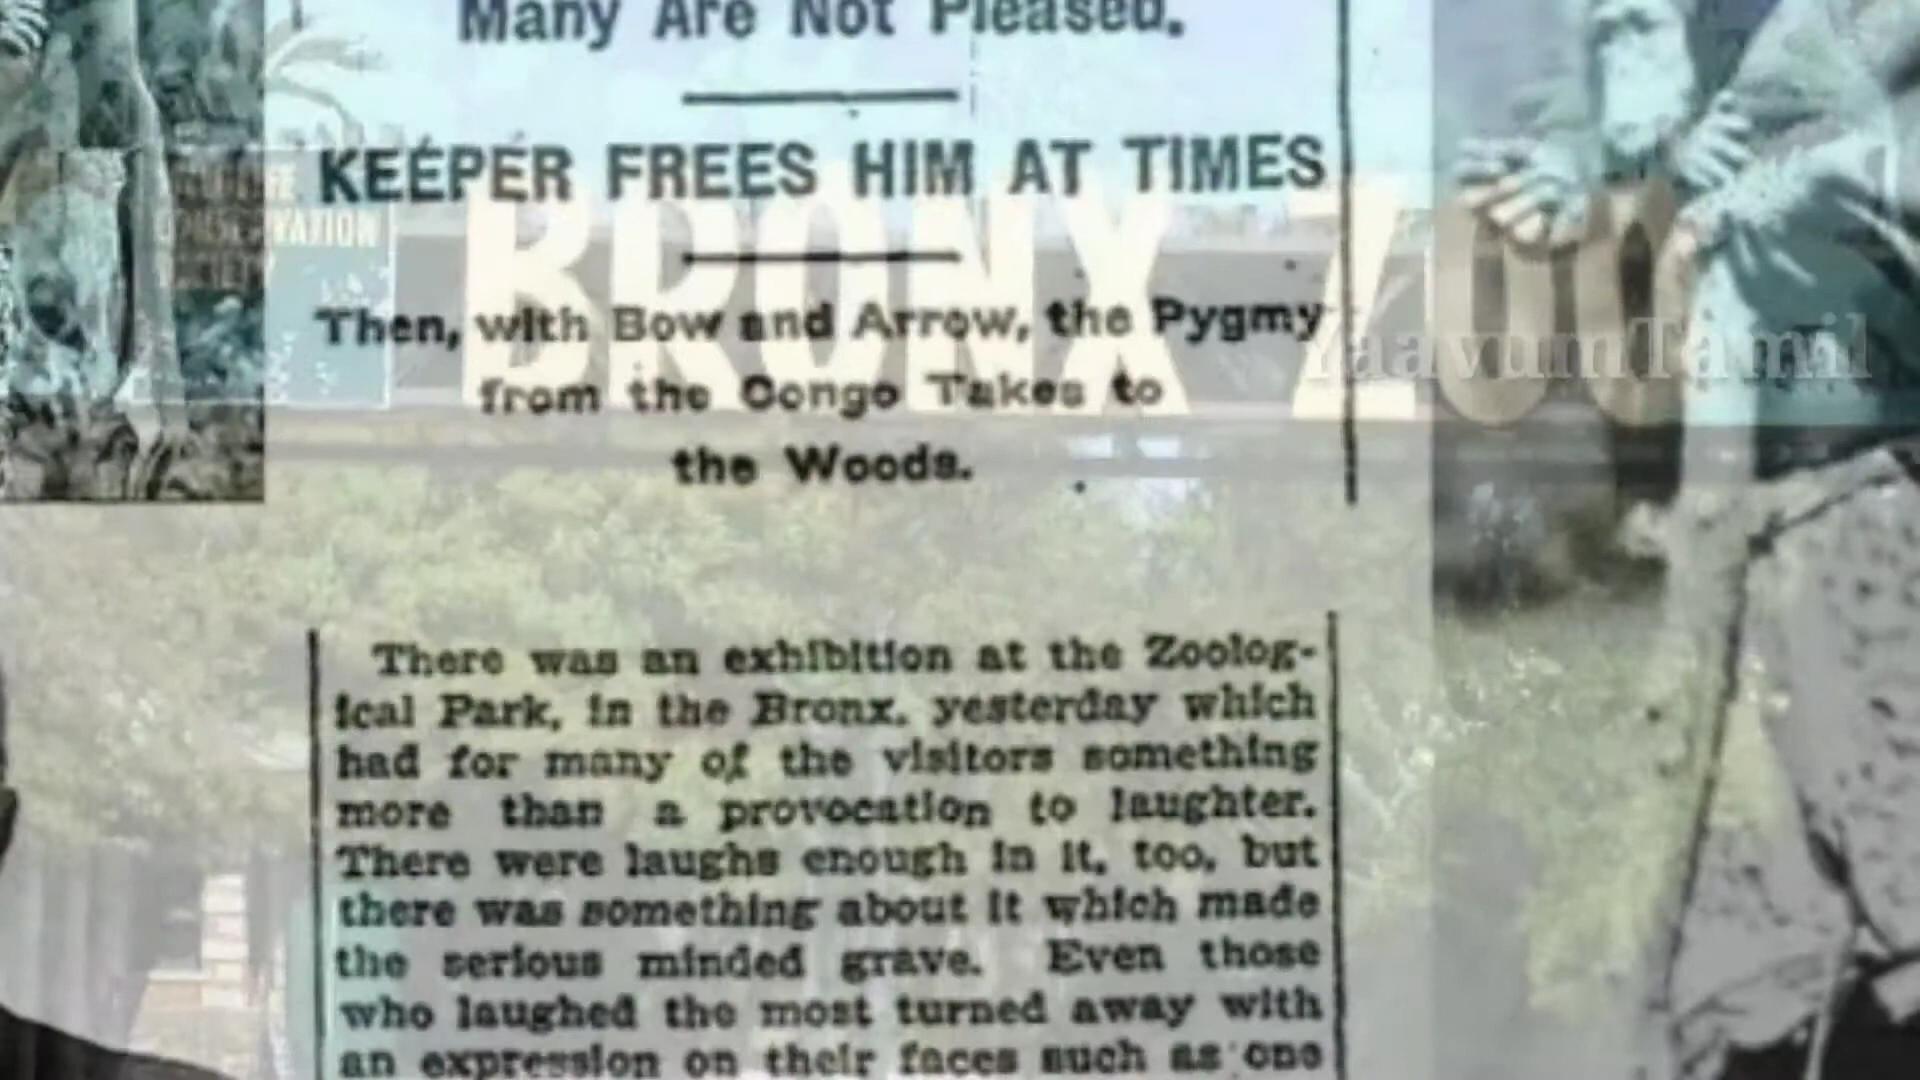 Many Are Not Pleased.
KEEPER FREES HIM AT TIMES
CONSERVATION
BRONX ZOO
Then, with Bow and Arrow, the Pygmy
YaavumTamil
from the Congo Takes to
the Woods.
There was an exhibition at the Zoolog-
ical Park, in the Bronx, yesterday which
had for many of the visitors something
more than a provocation to laughter.
There were laughs enough in it, too, but
there was something about it which made
the serious minded grave. Even those
who laughed the most turned away with
an expression on their faces such as one